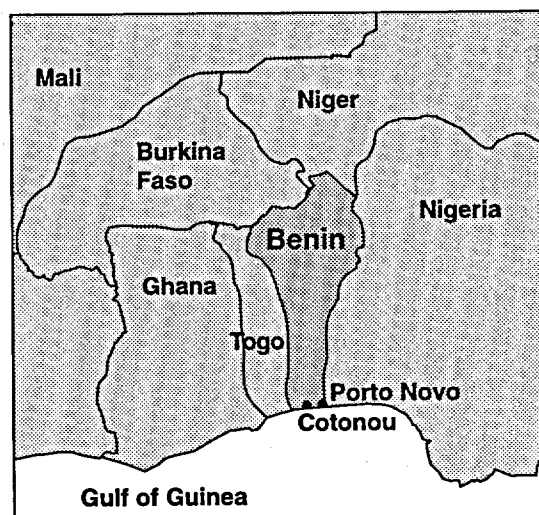 Mali
Niger
Burkina
Faso
Nigeria
Benin
Ghana
Togo
Porto Novo
Cotonou
Gulf of Guinea